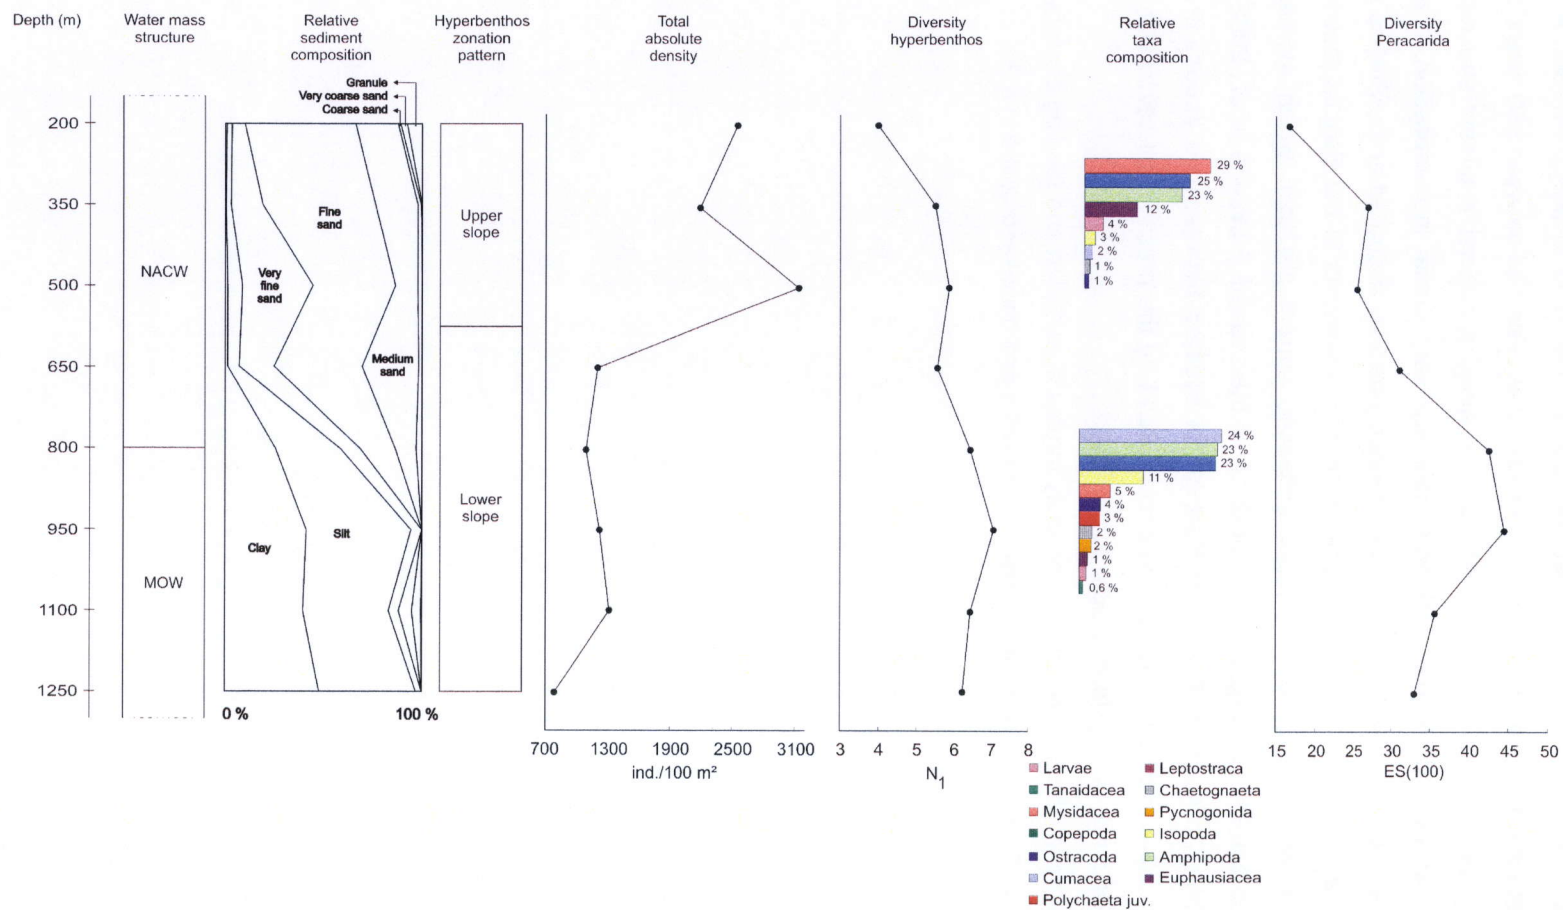 Depth (m)
Water mass
structure
Relative
sediment
composition
Hyperbenthos
zonation
pattern
Total
absolute
density
Diversity
hyperbenthos
Relative
taxa
composition
Diversity
Peracarida
Granule
Very coarse sand
Coarse sand
200
350
500
650
800
950
1100
1250
NACW
MOW
Fine
sand
Very
fine
sand
Medium
sand
Clay
Silt
0 %
100 %
Upper
slope
Lower
slope
700 1300 1900 2500 3100
ind./100 m²
3 4 5 6 7 8
N1
29 %
25 %
23 %
12 %
4 %
3 %
2 %
1 %
1 %
24 %
23 %
23 %
11 %
5 %
4 %
3 %
2 %
2 %
1 %
1 %
0,6 %
15 20 25 30 35 40 45 50
ES(100)
Larvae
Tanaidacea
Mysidacea
Copepoda
Ostracoda
Cumacea
Polychaeta juv.
Leptostraca
Chaetognaeta
Pycnogonida
Isopoda
Amphipoda
Euphausiacea